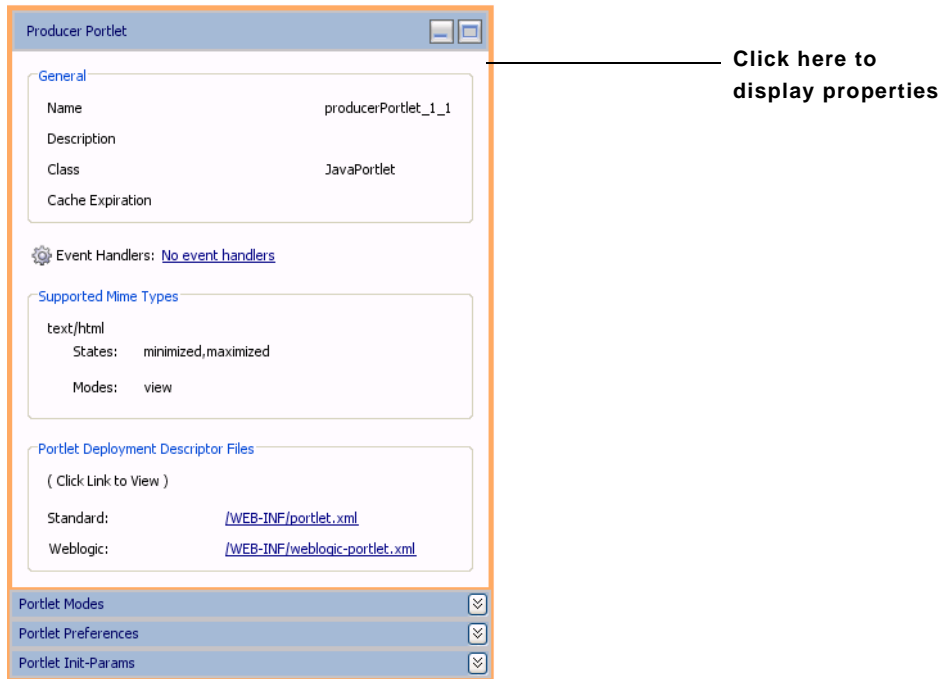 Producer Portlet
Click here to
display properties
General
Name producerPortlet_1_1
Description
Class JavaPortlet
Cache Expiration
Event Handlers: No event handlers
Supported Mime Types
text/html
States: minimized,maximized
Modes: view
Portlet Deployment Descriptor Files
( Click Link to View )
Standard: /WEB-INF/portlet.xml
Weblogic: /WEB-INF/weblogic-portlet.xml
Portlet Modes
Portlet Preferences
Portlet Init-Params